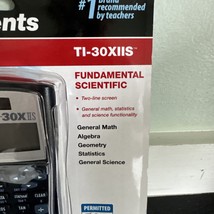 #1 brand
recommended
by teachers
ents
TI-30XIIS™
FUNDAMENTAL
SCIENTIFIC
• Two-line screen
• General math, statistics
and science functionality
General Math
Algebra
Geometry
Statistics
General Science
-30XIIS
PERMITTED